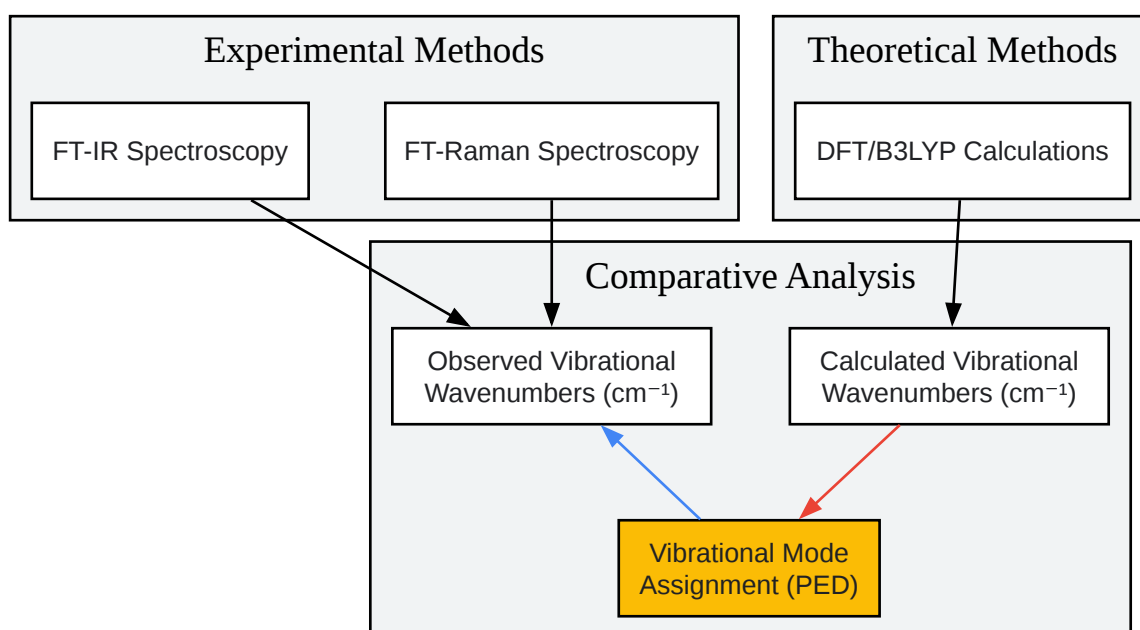 Experimental Methods
Theoretical Methods
FT-IR Spectroscopy
FT-Raman Spectroscopy
DFT/B3LYP Calculations
Comparative Analysis
Observed Vibrational
Wavenumbers (cm⁻¹)
Calculated Vibrational
Wavenumbers (cm⁻¹)
Vibrational Mode
Assignment (PED)